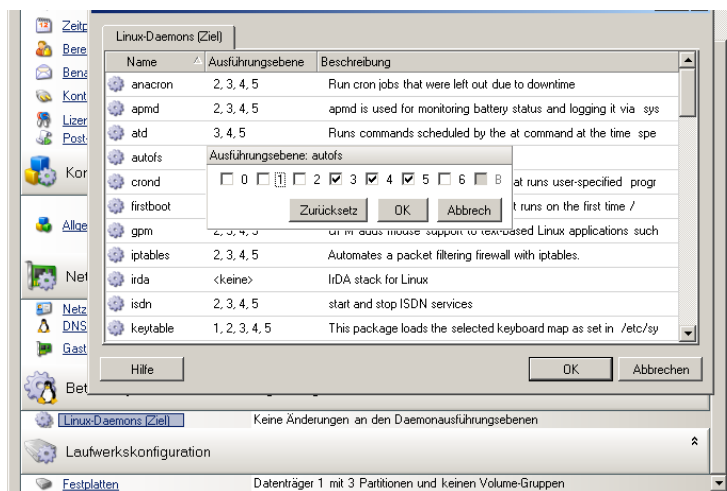 Zeitp
Bere
Bena
Kont
Lizer
Post-
Kor
Allge
Net
Netz
DNS
Gast
Linux-Daemons (Ziel)
Name Ausführungsebene Beschreibung
anacron 2, 3, 4, 5 Run cron jobs that were left out due to downtime
apmd 2, 3, 4, 5 apmd is used for monitoring battery status and logging it via sys
atd 3, 4, 5 Runs commands scheduled by the at command at the time spe
autofs
crond at runs user-specified progr
firstboot t runs on the first time /
Ausführungsebene: autofs
0 1 2 3 4 5 6 B
Zurücksetz OK Abbrech
gpm 2, 3, 4, 5 GPM adds mouse support to text-based Linux applications such
iptables 2, 3, 4, 5 Automates a packet filtering firewall with iptables.
irda <keine> IrDA stack for Linux
isdn 2, 3, 4, 5 start and stop ISDN services
keytable 1, 2, 3, 4, 5 This package loads the selected keyboard map as set in /etc/sy
Hilfe OK Abbrechen
Linux-Daemons (Ziel) Keine Änderungen an den Daemonausführungsebenen
Laufwerkskonfiguration
Festplatten Datenträger 1 mit 3 Partitionen und keinen Volume-Gruppen